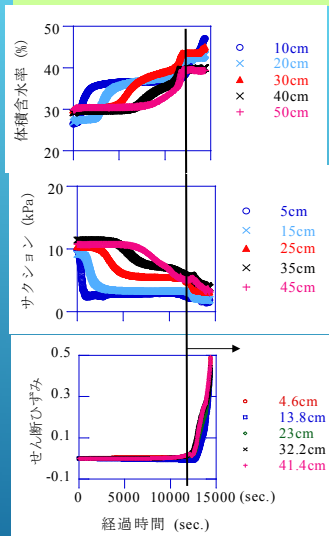 体積含水率 (%)
50
40
30
20
10cm
20cm
30cm
40cm
50cm
サクション (kPa)
20
10
0
5cm
15cm
25cm
35cm
45cm
せん断ひずみ
0.5
0.3
0.1
-0.1
4.6cm
13.8cm
23cm
32.2cm
41.4cm
0 5000 10000 15000 (sec.)
経過時間 (sec.)